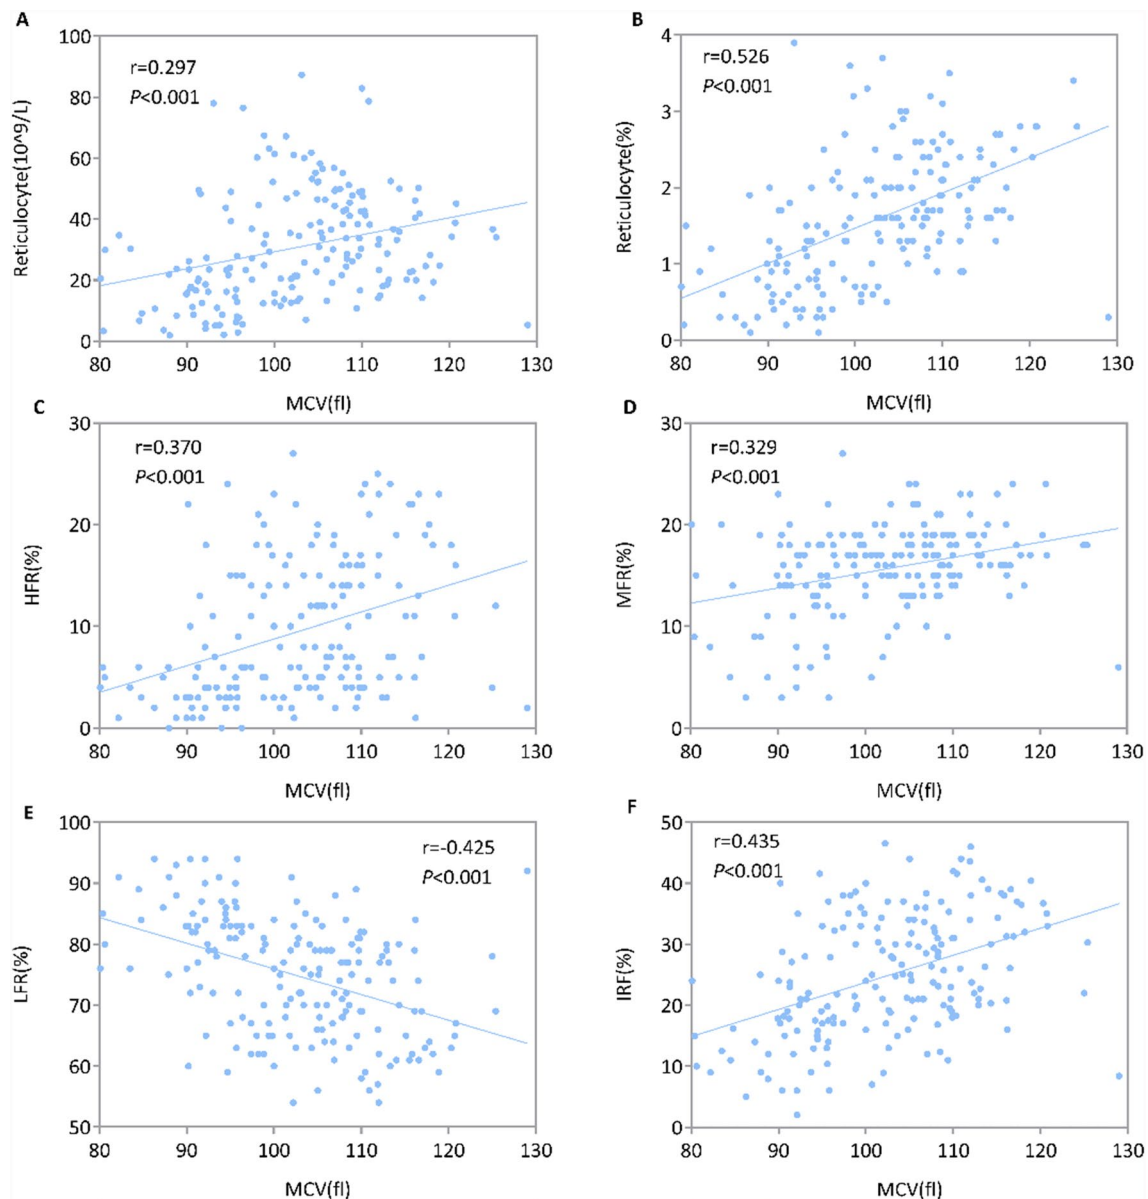 A
100
80
60
40
20
0
r=0.297
P<0.001
Reticulocyte(10^9/L)
80 90 100 110 120 130
MCV(fl)
B
4
3
2
1
0
r=0.526
P<0.001
Reticulocyte(%)
80 90 100 110 120 130
MCV(fl)
C
30
20
10
0
r=0.370
P<0.001
HFR(%)
80 90 100 110 120 130
MCV(fl)
D
30
20
10
0
r=0.329
P<0.001
MFR(%)
80 90 100 110 120 130
MCV(fl)
E
100
90
80
70
60
50
r=-0.425
P<0.001
LFR(%)
80 90 100 110 120 130
MCV(fl)
F
50
40
30
20
10
0
r=0.435
P<0.001
IRF(%)
80 90 100 110 120 130
MCV(fl)